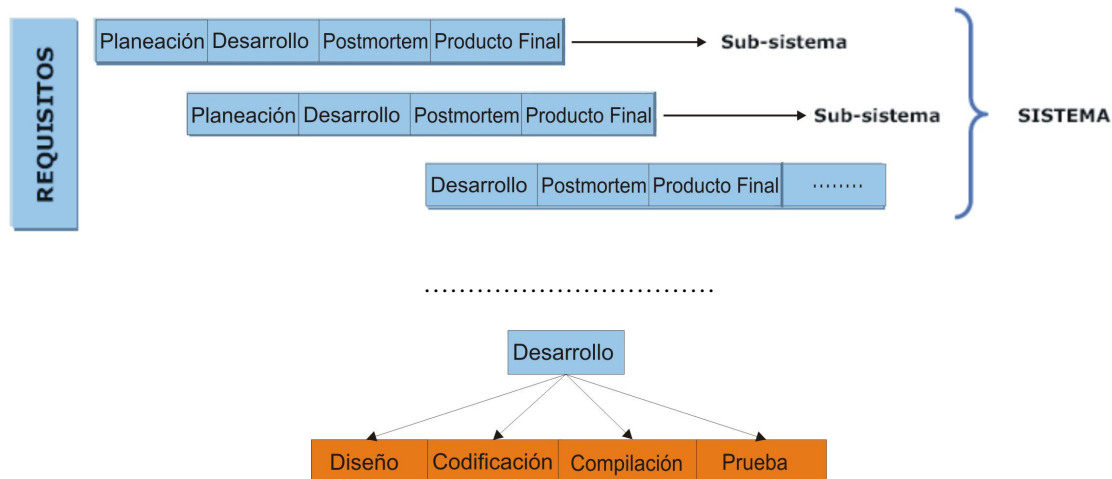 REQUISITOS
Planeación Desarrollo Postmortem Producto Final Sub-sistema
Planeación Desarrollo Postmortem Producto Final Sub-sistema
SISTEMA
Desarrollo Postmortem Producto Final ········
.................................
Desarrollo
Diseño Codificación Compilación Prueba